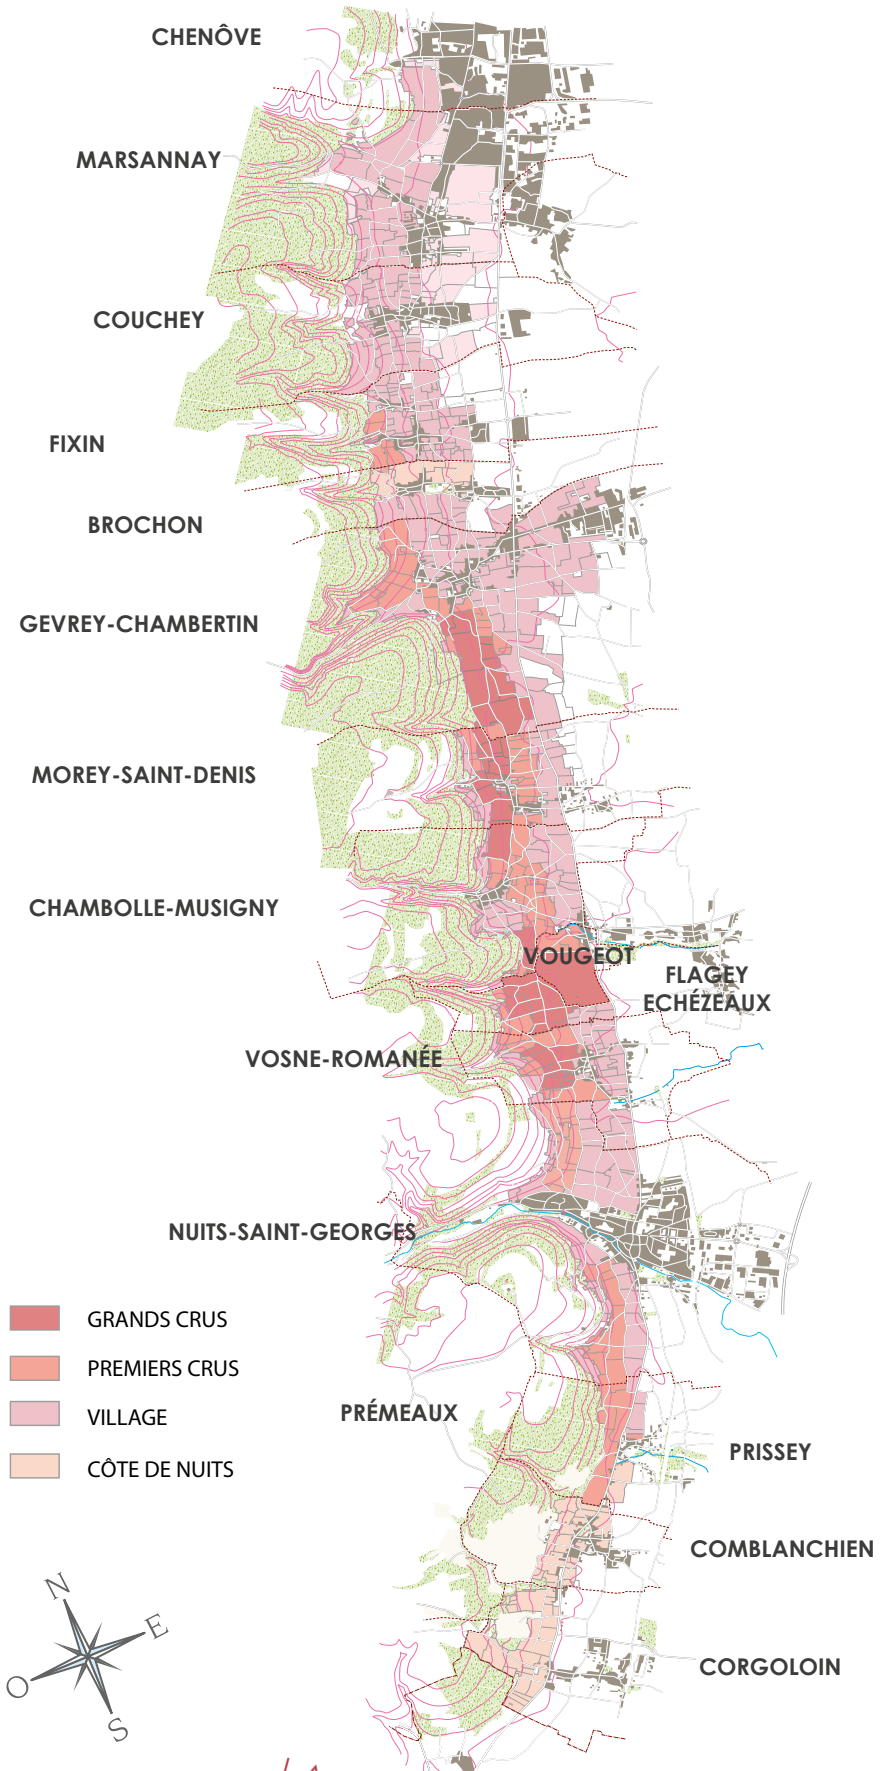 CHENÔVE
MARSANNAY
COUCHEY
FIXIN
BROCHON
GEVREY-CHAMBERTIN
MOREY-SAINT-DENIS
CHAMBOLLE-MUSIGNY
VOUGEOT
FLAGEY
ECHÉZEAUX
VOSNE-ROMANÉE
NUITS-SAINT-GEORGES
GRANDS CRUS
PREMIERS CRUS
VILLAGE
CÔTE DE NUITS
PRÉMEAUX
PRISSEY
COMBLANCHIEN
CORGOLOIN
N
E
O
S